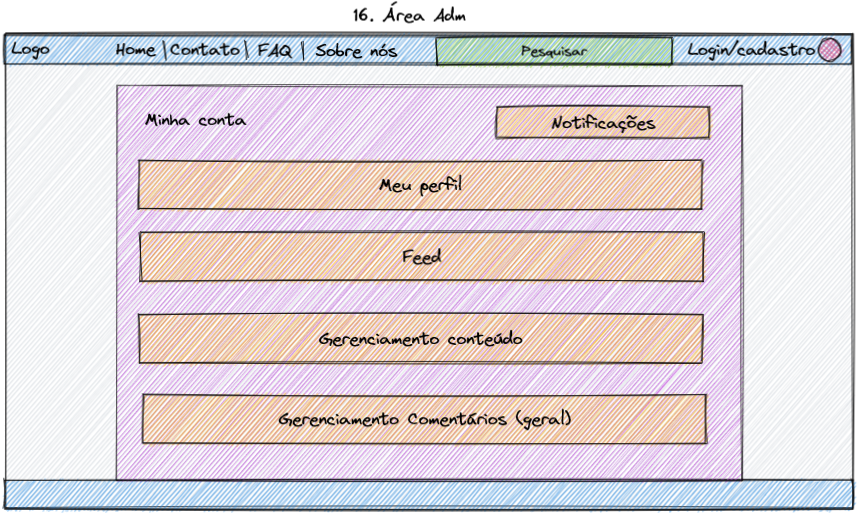 16. Área Adm
Logo Home | Contato | FAQ | Sobre nós Pesquisar Login/cadastro
Minha conta Notificações
Meu perfil
Feed
Gerenciamento conteúdo
Gerenciamento Comentários (geral)